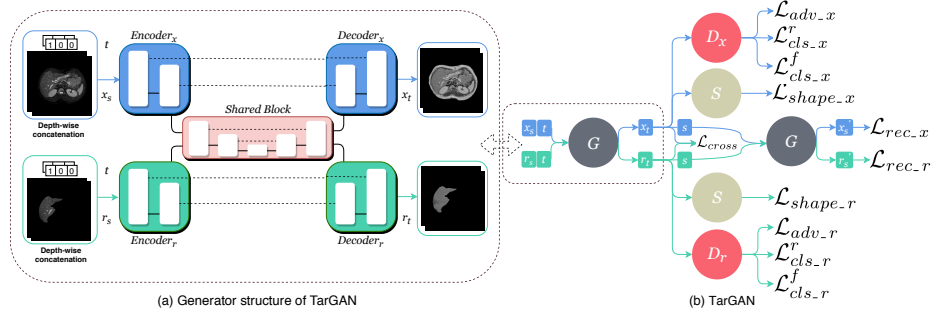 1 0 0
t
x_s
Depth-wise
concatenation
Encoder_x
Decoder_x
x_t
Shared Block
1 0 0
t
r_s
Depth-wise
concatenation
Encoder_r
Decoder_r
r_t
(a) Generator structure of TarGAN
x_s t
r_s t
G
x_t s
r_t s
ℒ_cross
G
x_s'
r_s'
ℒ_rec_x
ℒ_rec_r
D_x
ℒ_adv_x
ℒ^r_cls_x
ℒ^f_cls_x
S
ℒ_shape_x
S
ℒ_shape_r
D_r
ℒ_adv_r
ℒ^r_cls_r
ℒ^f_cls_r
(b) TarGAN